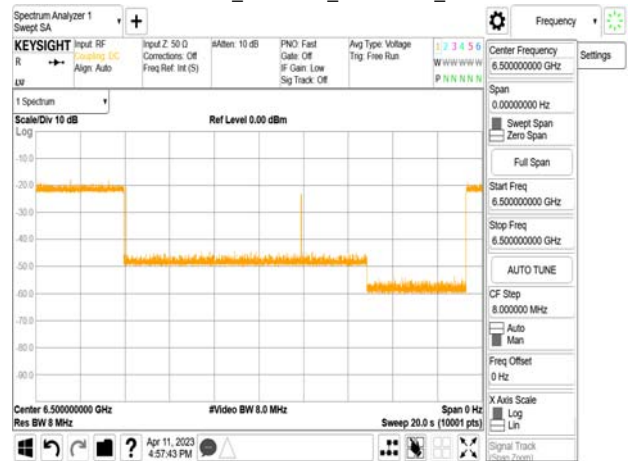 Spectrum Analyzer 1
Swept SA
Frequency
KEYSIGHT
R
Input: RF
Coupling: DC
Align: Auto
Input Z: 50 Ω
Corrections: Off
Freq Ref: Int (S)
#Atten: 10 dB
PNO: Fast
Gate: Off
IF Gain: Low
Sig Track: Off
Avg Type: Voltage
Trig: Free Run
1 2 3 4 5 6
W W W W W W
P N N N N N
Settings
1 Spectrum
Scale/Div 10 dB
Ref Level 0.00 dBm
Log
-10.0
-20.0
-30.0
-40.0
-50.0
-60.0
-70.0
-80.0
-90.0
Center 6.500000000 GHz
Res BW 8 MHz
#Video BW 8.0 MHz
Span 0 Hz
Sweep 20.0 s (10001 pts)
Center Frequency
6.500000000 GHz
Span
0.00000000 Hz
Swept Span
Zero Span
Full Span
Start Freq
6.500000000 GHz
Stop Freq
6.500000000 GHz
AUTO TUNE
CF Step
8.000000 MHz
Auto
Man
Freq Offset
0 Hz
X Axis Scale
Log
Lin
Signal Track
(Span Zoom)
Apr 11, 2023
4:57:43 PM